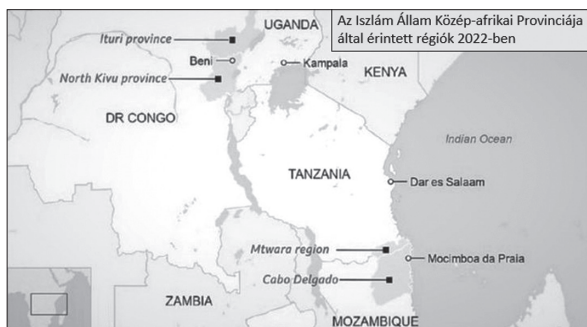 Az Iszlám Állam Közép-afrikai Provinciája
által érintett régiók 2022-ben
UGANDA
Ituri province
Beni
Kampala
KENYA
North Kivu province
DR CONGO
Indian Ocean
TANZANIA
Dar es Salaam
Mtwara region
Mocimboa da Praia
Cabo Delgado
ZAMBIA
MOZAMBIQUE